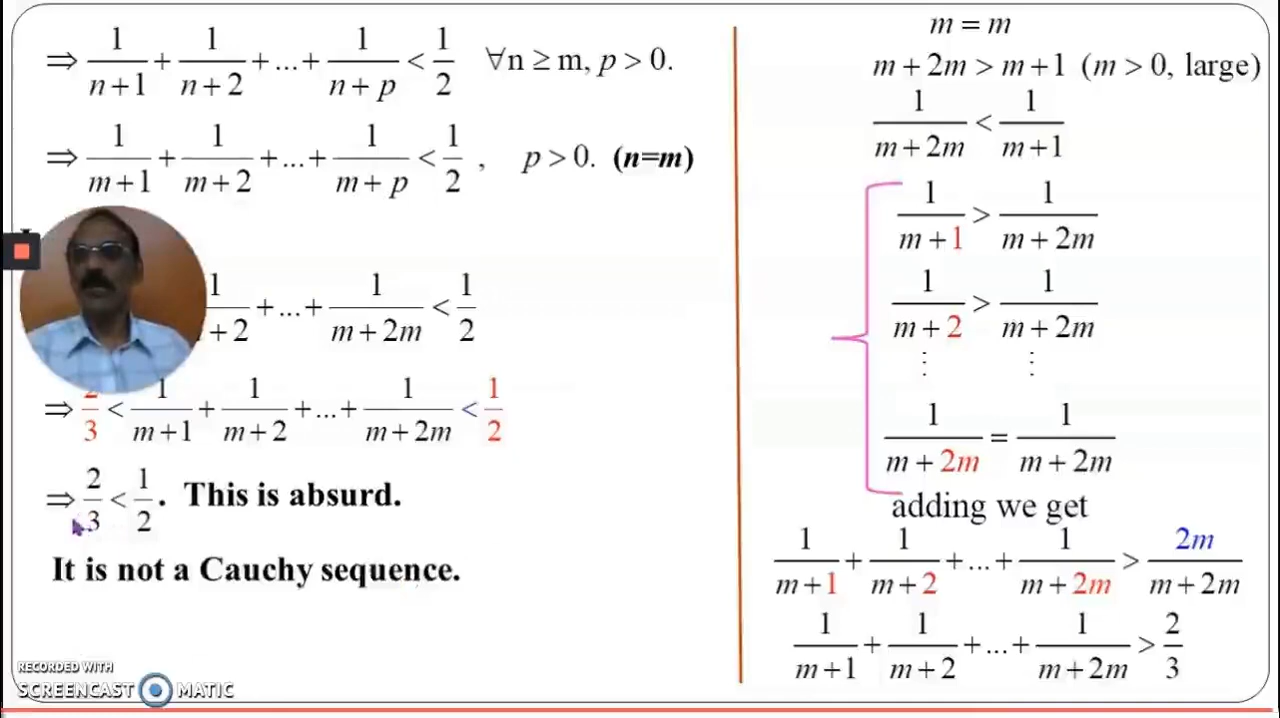 ⇒ 1/(n+1) + 1/(n+2) + ... + 1/(n+p) < 1/2 ∀n ≥ m, p > 0.
⇒ 1/(m+1) + 1/(m+2) + ... + 1/(m+p) < 1/2 , p > 0. (n=m)
1/( +2) + ... + 1/(m+2m) < 1/2
⇒ 2/3 < 1/(m+1) + 1/(m+2) + ... + 1/(m+2m) < 1/2
⇒ 2/3 < 1/2. This is absurd.
It is not a Cauchy sequence.
RECORDED WITH
SCREENCAST MATIC
m = m
m + 2m > m + 1 (m > 0, large)
1/(m+2m) < 1/(m+1)
1/(m+1) > 1/(m+2m)
1/(m+2) > 1/(m+2m)
⋮ ⋮
1/(m+2m) = 1/(m+2m)
adding we get
1/(m+1) + 1/(m+2) + ... + 1/(m+2m) > 2m/(m+2m)
1/(m+1) + 1/(m+2) + ... + 1/(m+2m) > 2/3